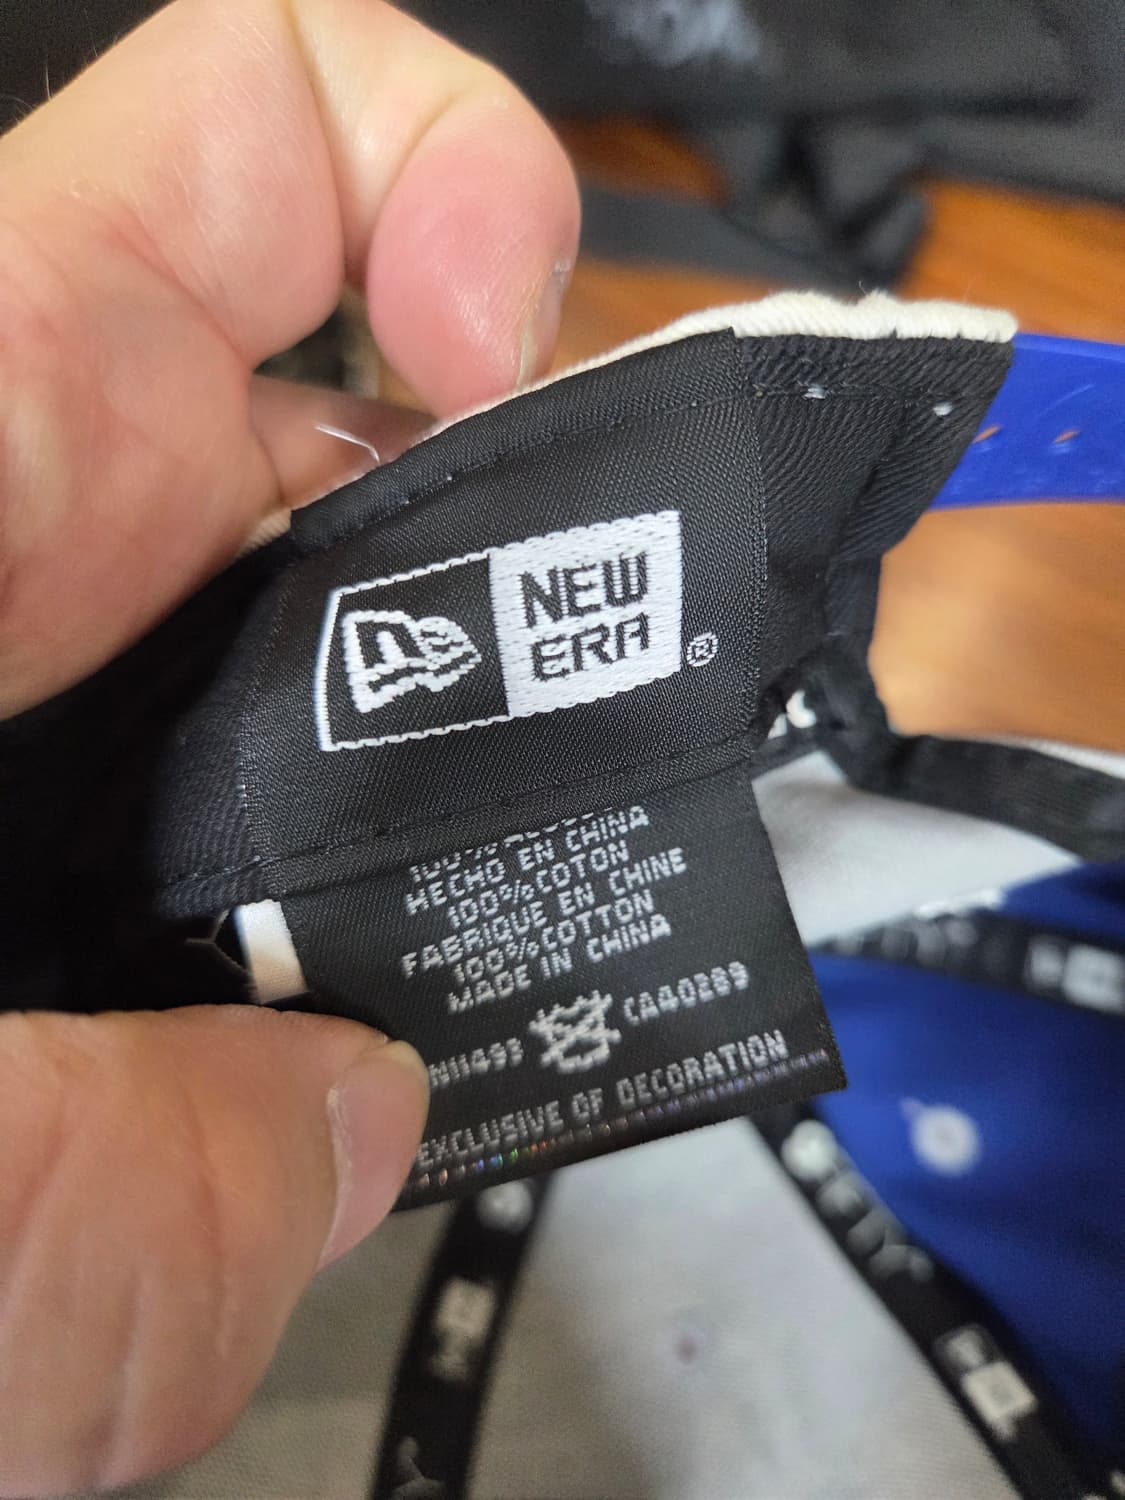 NEW
ERA
®
HECHO EN CHINA
100% COTON
FABRIQUE EN CHINE
100% COTTON
MADE IN CHINA
CA40289
EXCLUSIVE OF DECORATION